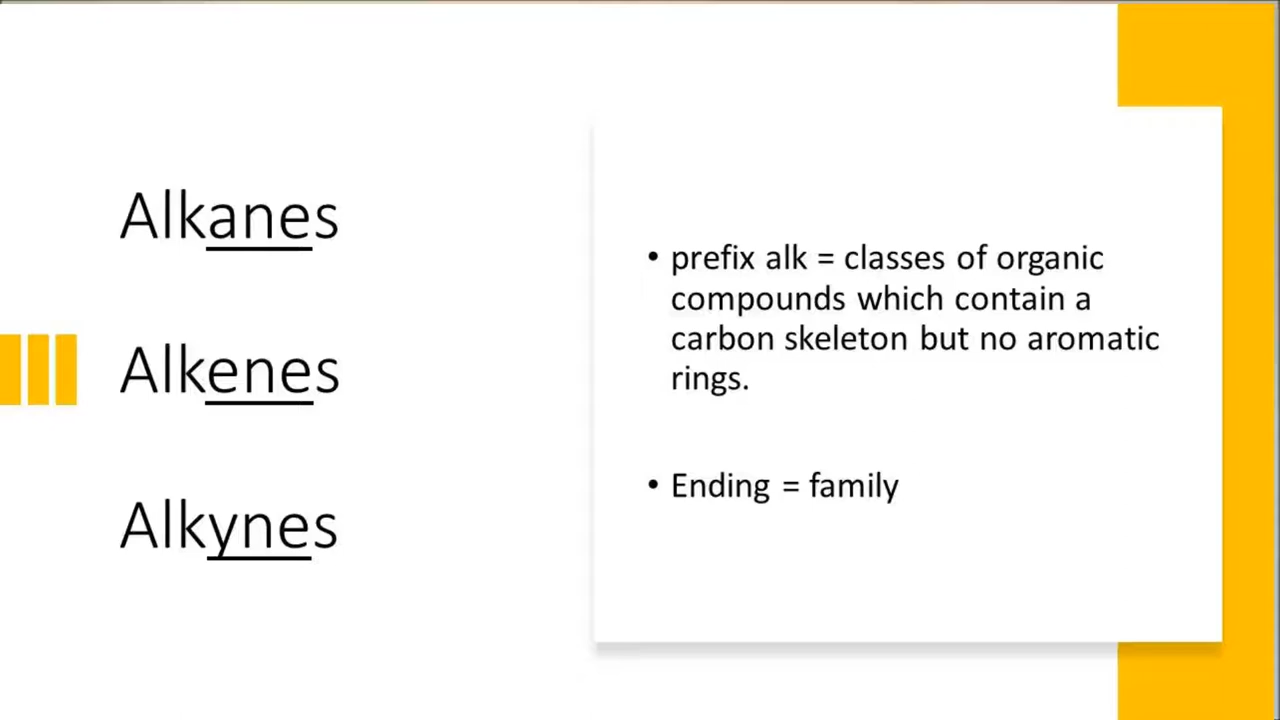 Alkanes
Alkenes
Alkynes
• prefix alk = classes of organic
compounds which contain a
carbon skeleton but no aromatic
rings.
• Ending = family